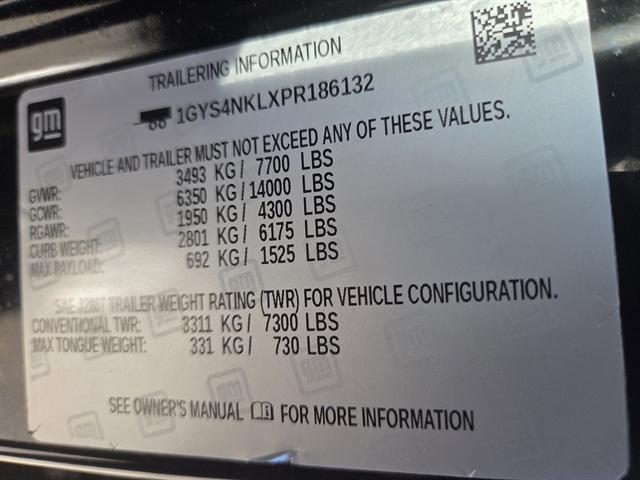 TRAILERING INFORMATION
gm
1GYS4NKLXPR186132
VEHICLE AND TRAILER MUST NOT EXCEED ANY OF THESE VALUES.
GVWR: 3493 KG / 7700 LBS
GCWR: 6350 KG / 14000 LBS
RGAWR: 1950 KG / 4300 LBS
CURB WEIGHT: 2801 KG / 6175 LBS
MAX PAYLOAD: 692 KG / 1525 LBS
SAE J2807 TRAILER WEIGHT RATING (TWR) FOR VEHICLE CONFIGURATION.
CONVENTIONAL TWR: 3311 KG / 7300 LBS
MAX TONGUE WEIGHT: 331 KG / 730 LBS
SEE OWNER'S MANUAL FOR MORE INFORMATION